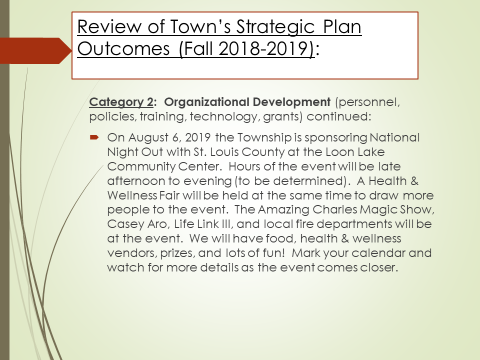 Review of Town's Strategic Plan
Outcomes (Fall 2018-2019):
Category 2: Organizational Development (personnel,
policies, training, technology, grants) continued:
On August 6, 2019 the Township is sponsoring National
Night Out with St. Louis County at the Loon Lake
Community Center. Hours of the event will be late
afternoon to evening (to be determined). A Health &
Wellness Fair will be held at the same time to draw more
people to the event. The Amazing Charles Magic Show,
Casey Aro, Life Link III, and local fire departments will be
at the event. We will have food, health & wellness
vendors, prizes, and lots of fun! Mark your calendar and
watch for more details as the event comes closer.